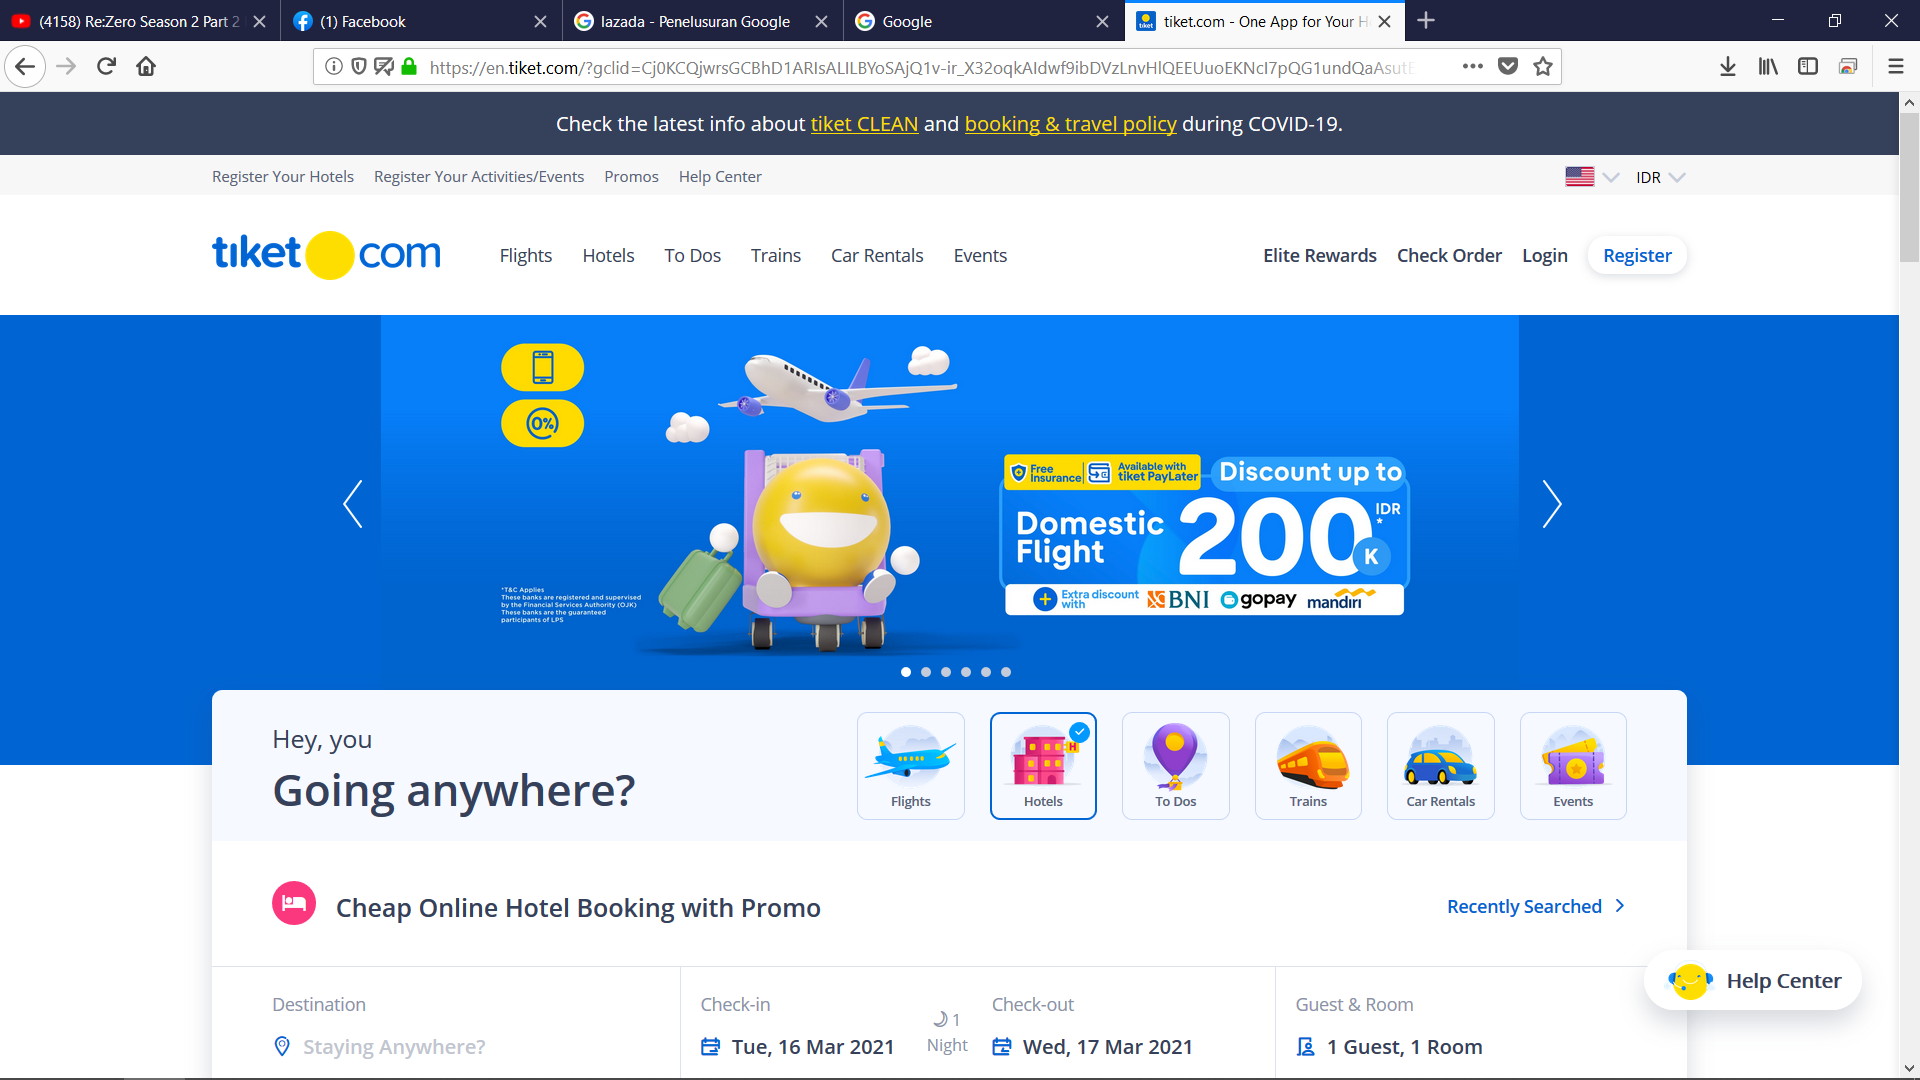 (4158) Re:Zero Season 2 Part 2
(1) Facebook
lazada - Penelusuran Google
Google
tiket.com - One App for Your H
https://en.tiket.com/?gclid=Cj0KCQjwrsGCBhD1ARIsALILBYoSAjQ1v-ir_X32oqkAIdwf9ibDVzLnvHlQEEUuoEKNcI7pQG1undQaAsut
Check the latest info about tiket CLEAN and booking & travel policy during COVID-19.
Register Your Hotels Register Your Activities/Events Promos Help Center
IDR
tiket com
Flights Hotels To Dos Trains Car Rentals Events
Elite Rewards Check Order Login Register
0%
Free Insurance
Available with tiket PayLater
Discount up to
Domestic Flight
200 K
IDR
*
Extra discount with
BNI gopay mandiri
*T&C Applies
These banks are registered and supervised
by the Financial Services Authority (OJK)
These banks are the guaranteed
participants of LPS
Hey, you
Going anywhere?
H
Flights Hotels To Dos Trains Car Rentals Events
Cheap Online Hotel Booking with Promo
Recently Searched
Help Center
Destination
Staying Anywhere?
Check-in
Tue, 16 Mar 2021
1
Night
Check-out
Wed, 17 Mar 2021
Guest & Room
1 Guest, 1 Room